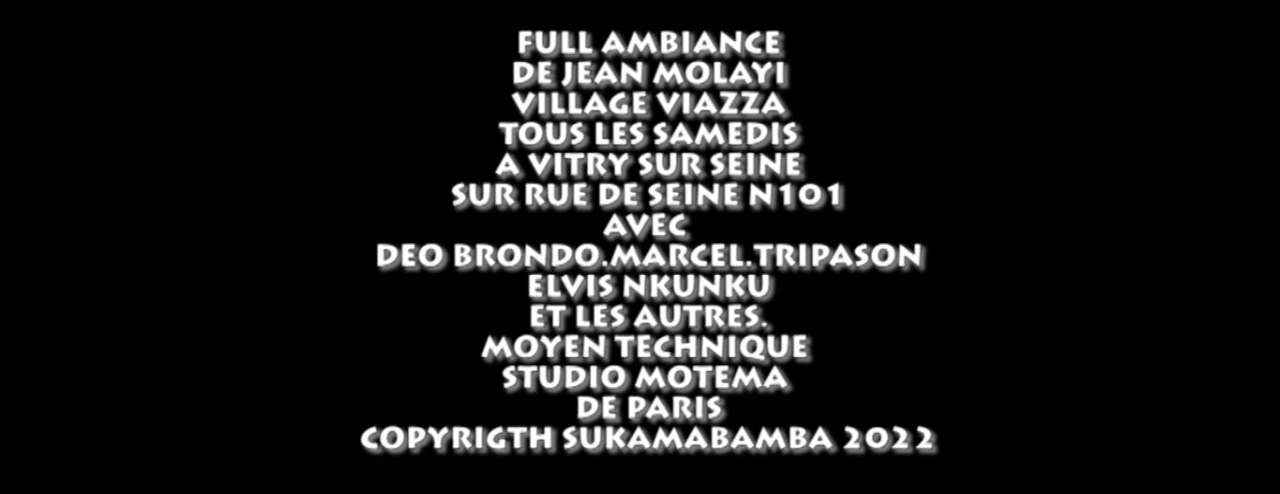 FULL AMBIANCE
DE JEAN MOLAYI
VILLAGE VIAZZA
TOUS LES SAMEDIS
A VITRY SUR SEINE
SUR RUE DE SEINE N101
AVEC
DEO BRONDO.MARCEL.TRIPASON
ELVIS NKUNKU
ET LES AUTRES.
MOYEN TECHNIQUE
STUDIO MOTEMA
DE PARIS
COPYRIGTH SUKAMABAMBA 2022